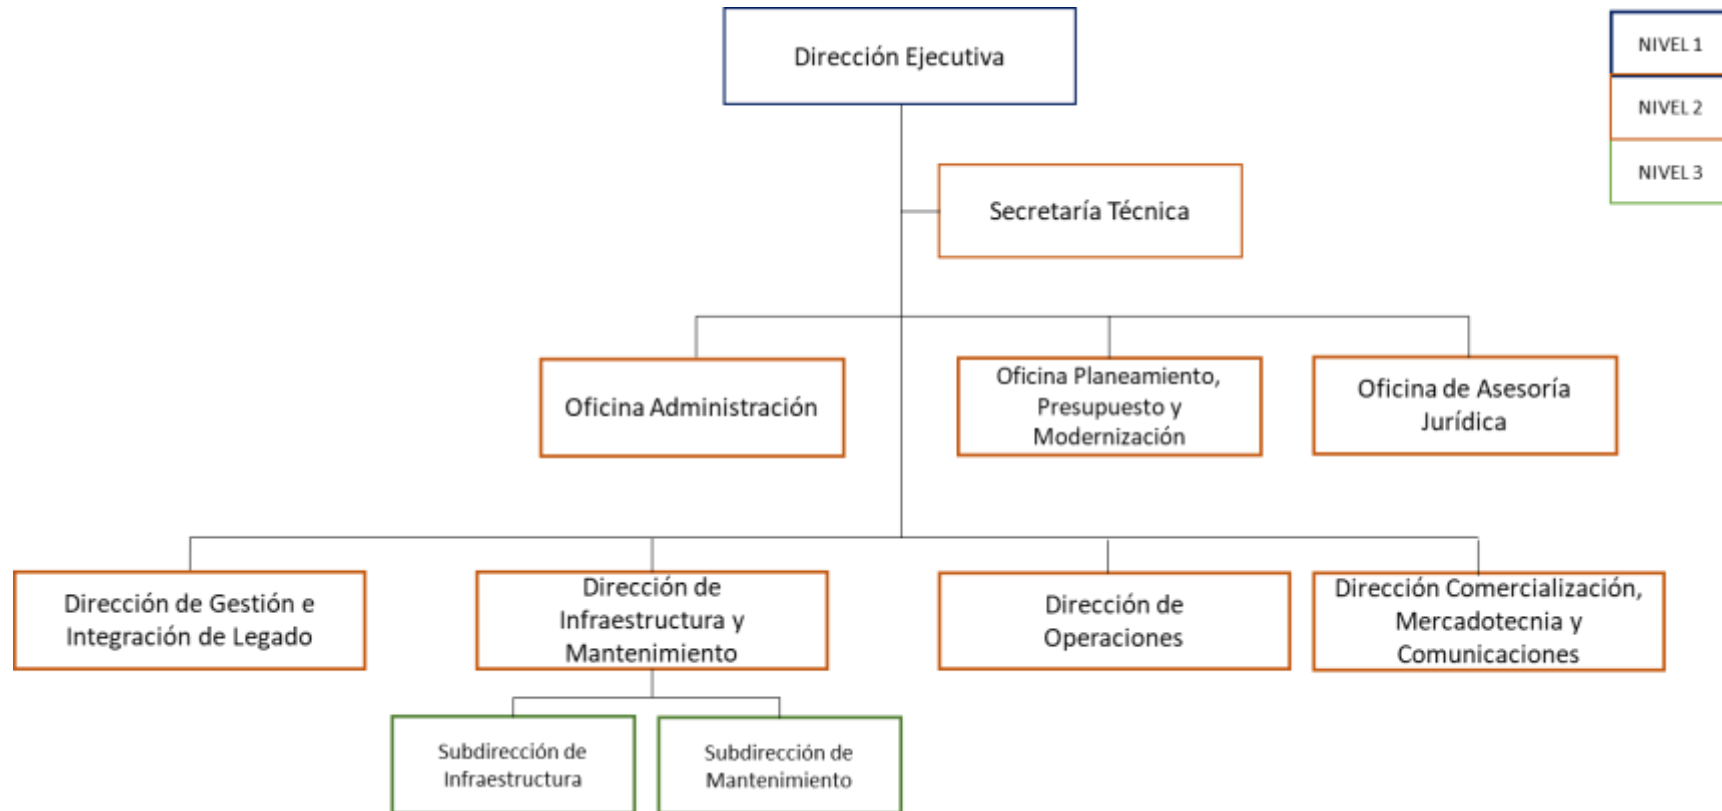 Dirección Ejecutiva
NIVEL 1
NIVEL 2
NIVEL 3
Secretaría Técnica
Oficina Administración
Oficina Planeamiento,
Presupuesto y
Modernización
Oficina de Asesoría
Jurídica
Dirección de Gestión e
Integración de Legado
Dirección de
Infraestructura y
Mantenimiento
Dirección de
Operaciones
Dirección Comercialización,
Mercadotecnia y
Comunicaciones
Subdirección de
Infraestructura
Subdirección de
Mantenimiento